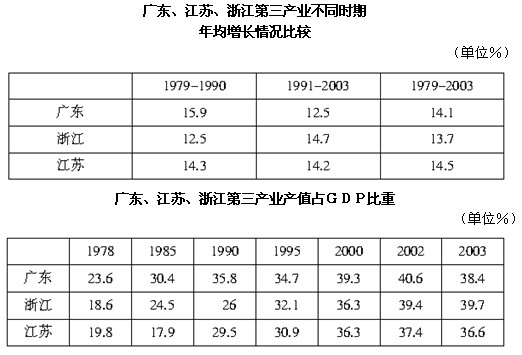 广东、江苏、浙江第三产业不同时期
年均增长情况比较
（单位%）
1979-1990 1991-2003 1979-2003
广东 15.9 12.5 14.1
浙江 12.5 14.7 13.7
江苏 14.3 14.2 14.5
广东、江苏、浙江第三产业产值占ＧＤＰ比重
（单位%）
1978 1985 1990 1995 2000 2002 2003
广东 23.6 30.4 35.8 34.7 39.3 40.6 38.4
浙江 18.6 24.5 26 32.1 36.3 39.4 39.7
江苏 19.8 17.9 29.5 30.9 36.3 37.4 36.6